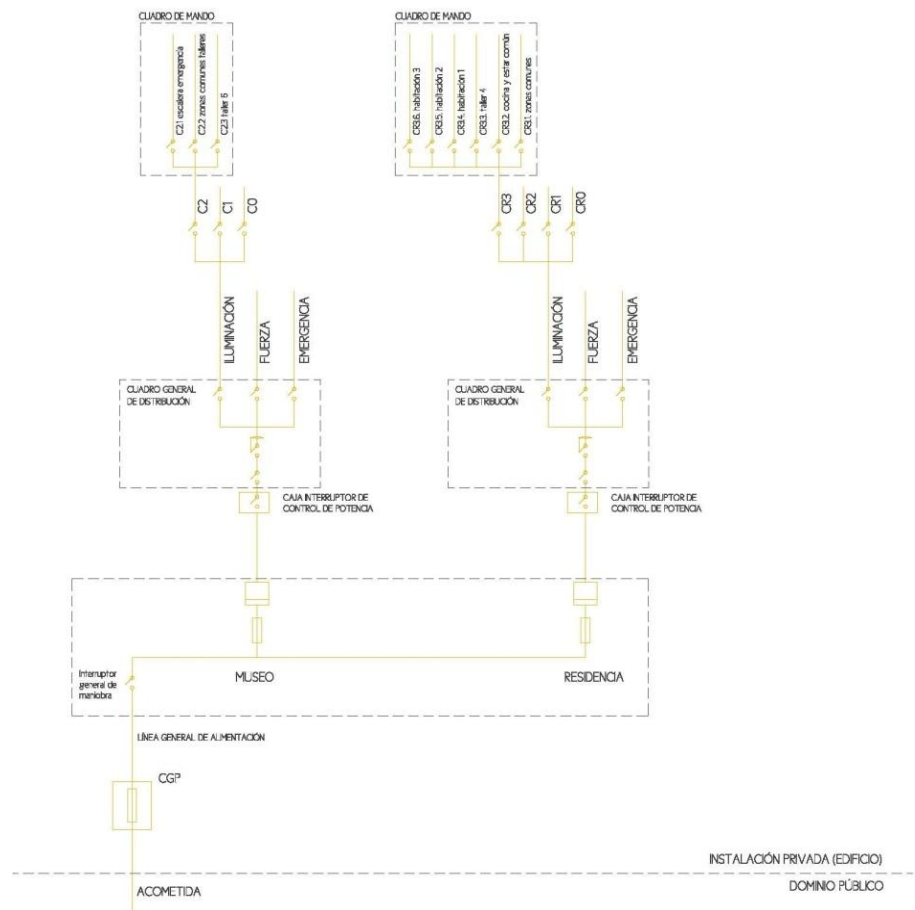 CUADRO DE MANDO
C2.1 escalera emergencia
C2.2 zonas comunes talleres
C2.3 taller 6
CUADRO DE MANDO
CR3.6. habitación 3
CR3.5. habitación 2
CR3.4. habitación 1
CR3.3. taller 4
CR3.2. cocina y estar común
CR3.1. zonas comunes
C2
C1
C0
CR3
CR2
CR1
CR0
ILUMINACIÓN
FUERZA
EMERGENCIA
ILUMINACIÓN
FUERZA
EMERGENCIA
CUADRO GENERAL
DE DISTRIBUCIÓN
CUADRO GENERAL
DE DISTRIBUCIÓN
CAJA INTERRUPTOR DE
CONTROL DE POTENCIA
CAJA INTERRUPTOR DE
CONTROL DE POTENCIA
Interruptor
general de
maniobra
MUSEO
RESIDENCIA
LÍNEA GENERAL DE ALIMENTACIÓN
CGP
INSTALACIÓN PRIVADA (EDIFICIO)
DOMINIO PÚBLICO
ACOMETIDA